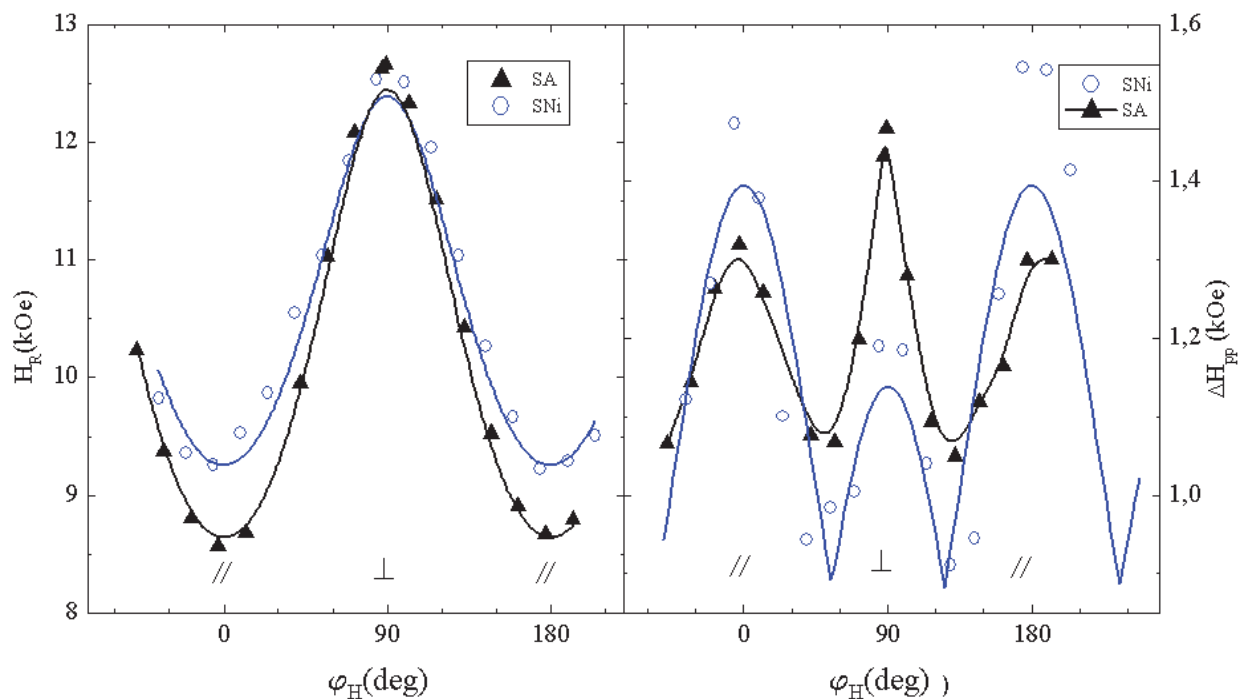 13
12
11
10
9
8
H_R(kOe)
SA
SNi
//
⊥
//
0
90
180
φ_H(deg)
1,6
1,4
1,2
1,0
ΔH_pp(kOe)
SNi
SA
//
⊥
//
0
90
180
φ_H(deg) )